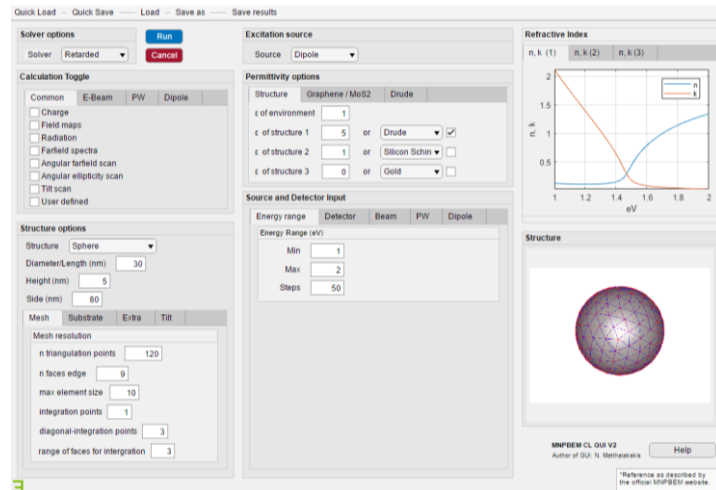 Quick Load -- Quick Save -- Load -- Save as -- Save results
Solver options
Solver Retarded
Run
Cancel
Calculation Toggle
Common E-Beam PW Dipole
Charge
Field maps
Radiation
Farfield spectra
Angular farfield scan
Angular ellipticity scan
Tilt scan
User defined
Structure options
Structure Sphere
Diameter/Length (nm) 30
Height (nm) 5
Side (nm) 80
Mesh Substrate Extra Tilt
Mesh resolution
n triangulation points 120
n faces edge 9
max element size 10
integration points 1
diagonal-integration points 3
range of faces for intergration 3
Excitation source
Source Dipole
Permittivity options
Structure Graphene / MoS2 Drude
ε of environment 1
ε of structure 1 5 or Drude
ε of structure 2 1 or Silicon Schin
ε of structure 3 0 or Gold
Source and Detector Input
Energy range Detector Beam PW Dipole
Energy Range (eV)
Min 1
Max 2
Steps 50
Refractive Index
n, k (1) n, k (2) n, k (3)
n, k
2
1.5
1
0.5
n
k
1 1.2 1.4 1.6 1.8 2
eV
Structure
MNPBEM CL GUI V2
Author of GUI: N. Matthaiakakis
Help
*Reference as described by
the official MNPBEM website.